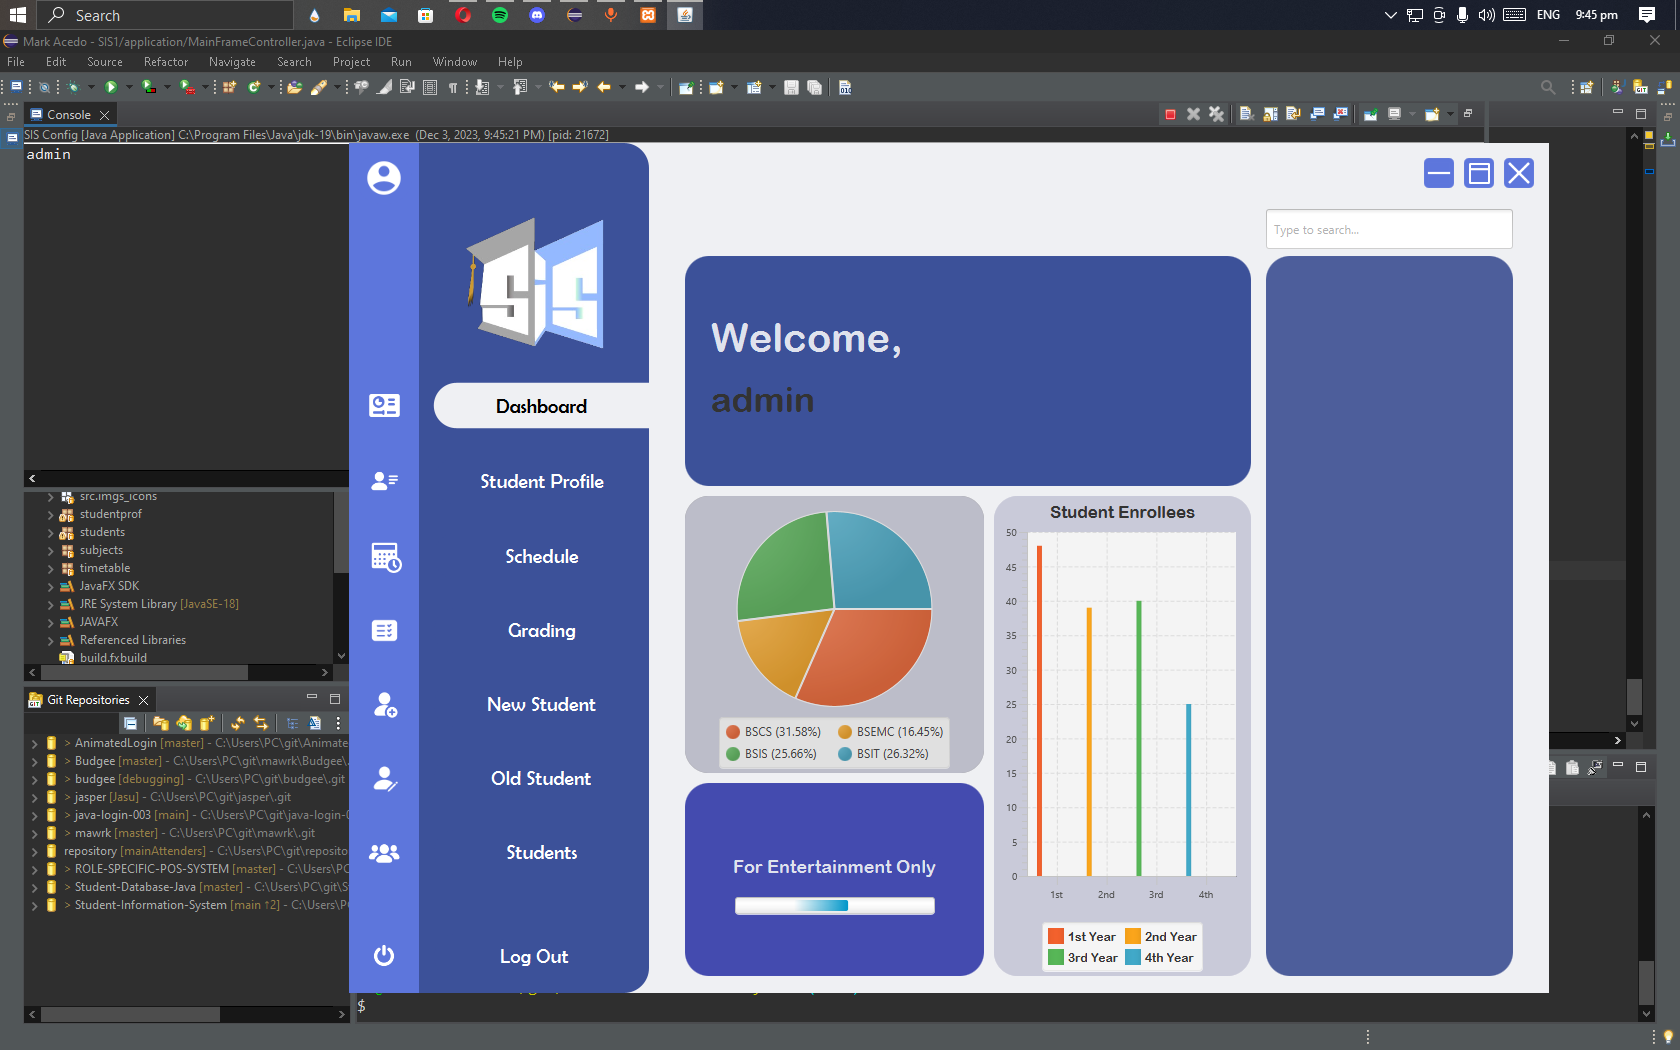 Search
ENG
9:45 pm
Mark Acedo - SIS1/application/MainFrameController.java - Eclipse IDE
File Edit Source Refactor Navigate Search Project Run Window Help
Console
SIS Config [Java Application] C:\Program Files\Java\jdk-19\bin\javaw.exe (Dec 3, 2023, 9:45:21 PM) [pid: 21672]
admin
src.imgs_icons
studentprof
students
subjects
timetable
JavaFX SDK
JRE System Library [JavaSE-18]
JAVAFX
Referenced Libraries
build.fxbuild
Git Repositories
> AnimatedLogin [master] - C:\Users\PC\git\Animate
> Budgee [master] - C:\Users\PC\git\mawrk\Budgee\.
> budgee [debugging] - C:\Users\PC\git\budgee\.git
> jasper [Jasu] - C:\Users\PC\git\jasper\.git
> java-login-003 [main] - C:\Users\PC\git\java-login-0
> mawrk [master] - C:\Users\PC\git\mawrk\.git
repository [mainAttenders] - C:\Users\PC\git\reposito
> ROLE-SPECIFIC-POS-SYSTEM [master] - C:\Users\PC
> Student-Database-Java [master] - C:\Users\PC\git\S
> Student-Information-System [main ↑2] - C:\Users\P
SiS
Dashboard
Student Profile
Schedule
Grading
New Student
Old Student
Students
Log Out
Type to search...
Welcome,
admin
BSCS (31.58%) BSEMC (16.45%)
BSIS (25.66%) BSIT (26.32%)
For Entertainment Only
Student Enrollees
50
45
40
35
30
25
20
15
10
5
0
1st 2nd 3rd 4th
1st Year 2nd Year
3rd Year 4th Year
$